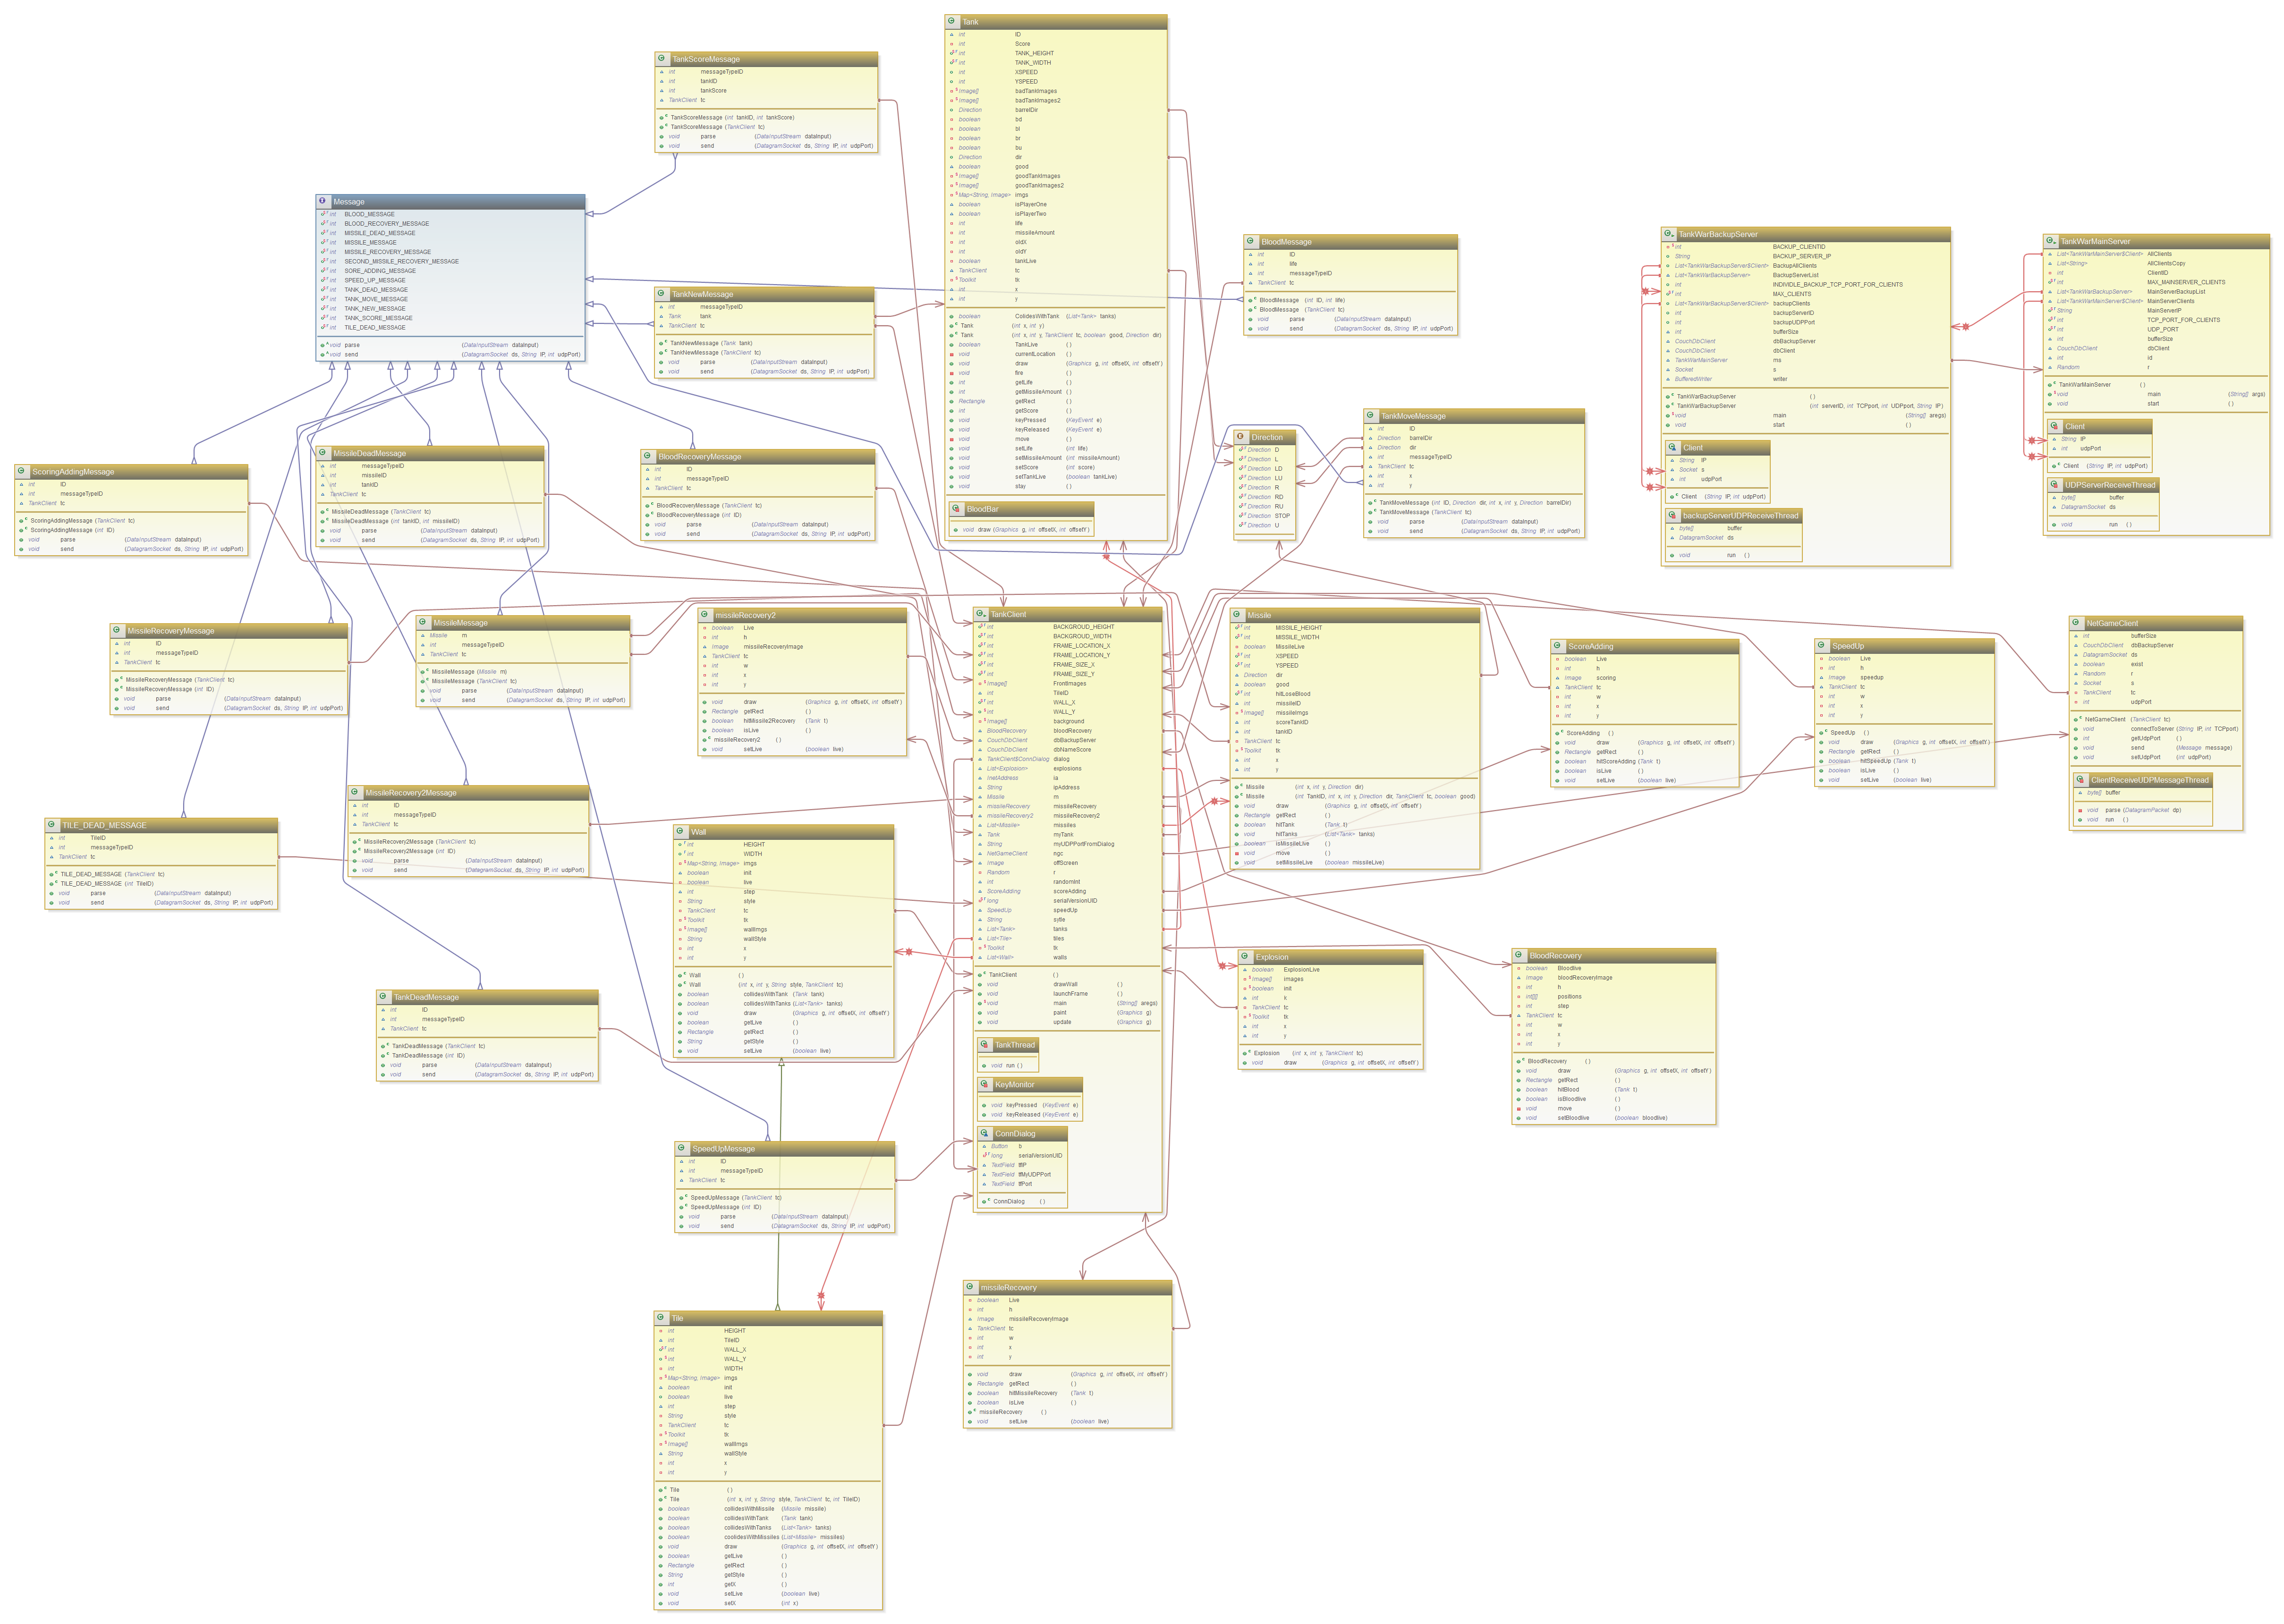 Tank
int ID
int Score
int TANK_HEIGHT
int TANK_WIDTH
int XSPEED
int YSPEED
Image[] badTankImages
Image[] badTankImages2
Direction barrelDir
boolean bd
boolean bl
boolean br
boolean bu
Direction dir
boolean good
Image[] goodTankImages
Image[] goodTankImages2
Map<String, Image> imgs
boolean isPlayerOne
boolean isPlayerTwo
int life
int missileAmount
int oldX
int oldY
boolean tankLive
TankClient tc
Toolkit tk
int x
int y
boolean CollidesWithTank (List<Tank> tanks)
Tank (int x, int y)
Tank (int x, int y, TankClient tc, boolean good, Direction dir)
boolean TankLive ( )
void currentLocation ( )
void draw (Graphics g, int offsetX, int offsetY)
void fire ( )
int getLife ( )
int getMissileAmount ( )
Rectangle getRect ( )
int getScore ( )
void keyPressed (KeyEvent e)
void keyReleased (KeyEvent e)
void move ( )
void setLife (int life)
void setMissileAmount (int missileAmount)
void setScore (int score)
void setTankLive (boolean tankLive)
void stay ( )
BloodBar
void draw (Graphics g, int offsetX, int offsetY)
TankScoreMessage
int messageTypeID
int tankID
int tankScore
TankClient tc
TankScoreMessage (int tankID, int tankScore)
TankScoreMessage (TankClient tc)
void parse (DataInputStream dataInput)
void send (DatagramSocket ds, String IP, int udpPort)
Message
int BLOOD_MESSAGE
int BLOOD_RECOVERY_MESSAGE
int MISSILE_DEAD_MESSAGE
int MISSILE_MESSAGE
int MISSILE_RECOVERY_MESSAGE
int SECOND_MISSILE_RECOVERY_MESSAGE
int SORE_ADDING_MESSAGE
int SPEED_UP_MESSAGE
int TANK_DEAD_MESSAGE
int TANK_MOVE_MESSAGE
int TANK_NEW_MESSAGE
int TANK_SCORE_MESSAGE
int TILE_DEAD_MESSAGE
void parse (DataInputStream dataInput)
void send (DatagramSocket ds, String IP, int udpPort)
TankNewMessage
int messageTypeID
Tank tank
TankClient tc
TankNewMessage (Tank tank)
TankNewMessage (TankClient tc)
void parse (DataInputStream dataInput)
void send (DatagramSocket ds, String IP, int udpPort)
BloodMessage
int ID
int life
int messageTypeID
TankClient tc
BloodMessage (int ID, int life)
BloodMessage (TankClient tc)
void parse (DataInputStream dataInput)
void send (DatagramSocket ds, String IP, int udpPort)
TankWarBackupServer
int BACKUP_CLIENTID
String BACKUP_SERVER_IP
List<TankWarBackupServer$Client> BackupAllClients
List<TankWarBackupServer> BackupServerList
int INDIVIDLE_BACKUP_TCP_PORT_FOR_CLIENTS
int MAX_CLIENTS
List<TankWarBackupServer$Client> backupClients
int backupServerID
int backupUDPPort
int bufferSize
CouchDbClient dbBackupServer
CouchDbClient dbClient
TankWarMainServer ms
Socket s
BufferedWriter writer
TankWarBackupServer ( )
TankWarBackupServer (int serverID, int TCPport, int UDPport, String IP)
void main (String[] aregs)
void start ( )
Client
String IP
Socket s
int udpPort
Client (String IP, int udpPort)
backupServerUDPReceiveThread
byte[] buffer
DatagramSocket ds
void run ( )
TankWarMainServer
List<TankWarMainServer$Client> AllClients
List<String> AllClientsCopy
int ClientID
int MAX_MAINSERVER_CLIENTS
List<TankWarBackupServer> MainServerBackupList
List<TankWarMainServer$Client> MainServerClients
String MainServerIP
int TCP_PORT_FOR_CLIENTS
int UDP_PORT
int bufferSize
CouchDbClient dbClient
int id
Random r
TankWarMainServer ( )
void main (String[] args)
void start ( )
Client
String IP
int udpPort
Client (String IP, int udpPort)
UDPServerReceiveThread
byte[] buffer
DatagramSocket ds
void run ( )
Direction
Direction D
Direction L
Direction LD
Direction LU
Direction R
Direction RD
Direction RU
Direction STOP
Direction U
TankMoveMessage
int ID
Direction barrelDir
Direction dir
int messageTypeID
TankClient tc
int x
int y
TankMoveMessage (int ID, Direction dir, int x, int y, Direction barrelDir)
TankMoveMessage (TankClient tc)
void parse (DataInputStream dataInput)
void send (DatagramSocket ds, String IP, int udpPort)
ScoringAddingMessage
int ID
int messageTypeID
TankClient tc
ScoringAddingMessage (TankClient tc)
ScoringAddingMessage (int ID)
void parse (DataInputStream dataInput)
void send (DatagramSocket ds, String IP, int udpPort)
MissileDeadMessage
int messageTypeID
int missileID
int tankID
TankClient tc
MissileDeadMessage (TankClient tc)
MissileDeadMessage (int tankID, int missileID)
void parse (DataInputStream dataInput)
void send (DatagramSocket ds, String IP, int udpPort)
BloodRecoveryMessage
int ID
int messageTypeID
TankClient tc
BloodRecoveryMessage (TankClient tc)
BloodRecoveryMessage (int ID)
void parse (DataInputStream dataInput)
void send (DatagramSocket ds, String IP, int udpPort)
MissileRecoveryMessage
int ID
int messageTypeID
TankClient tc
MissileRecoveryMessage (TankClient tc)
MissileRecoveryMessage (int ID)
void parse (DataInputStream dataInput)
void send (DatagramSocket ds, String IP, int udpPort)
MissileMessage
Missile m
int messageTypeID
TankClient tc
MissileMessage (Missile m)
MissileMessage (TankClient tc)
void parse (DataInputStream dataInput)
void send (DatagramSocket ds, String IP, int udpPort)
missileRecovery2
boolean Live
int h
Image missileRecoveryImage
TankClient tc
int w
int x
int y
void draw (Graphics g, int offsetX, int offsetY)
Rectangle getRect ( )
boolean hitMissile2Recovery (Tank t)
boolean isLive ( )
missileRecovery2 ( )
void setLive (boolean live)
TankClient
int BACKGROUD_HEIGHT
int BACKGROUD_WIDTH
int FRAME_LOCATION_X
int FRAME_LOCATION_Y
int FRAME_SIZE_X
int FRAME_SIZE_Y
Image[] FrontImages
int TileID
int WALL_X
int WALL_Y
Image[] background
BloodRecovery bloodRecovery
CouchDbClient dbBackupServer
CouchDbClient dbNameScore
TankClient$ConnDialog dialog
List<Explosion> explosions
InetAddress ia
String ipAddress
Missile m
missileRecovery missileRecovery
missileRecovery2 missileRecovery2
List<Missile> missiles
Tank myTank
String myUDPPortFromDialog
NetGameClient ngc
Image offScreen
Random r
int randomInt
ScoreAdding scoreAdding
long serialVersionUID
SpeedUp speedUp
String sytle
List<Tank> tanks
List<Tile> tiles
Toolkit tk
List<Wall> walls
TankClient ( )
void drawWall ( )
void launchFrame ( )
void main (String[] aregs)
void paint (Graphics g)
void update (Graphics g)
TankThread
void run ( )
KeyMonitor
void keyPressed (KeyEvent e)
void keyReleased (KeyEvent e)
ConnDialog
Button b
long serialVersionUID
TextField tfIP
TextField tfMyUDPPort
TextField tfPort
ConnDialog ( )
Missile
int MISSILE_HEIGHT
int MISSILE_WIDTH
boolean MissileLive
int XSPEED
int YSPEED
Direction dir
boolean good
int hitLoseBlood
int missileID
Image[] missileImgs
int scoreTankID
int tankID
TankClient tc
Toolkit tk
int x
int y
Missile (int x, int y, Direction dir)
Missile (int TankID, int x, int y, Direction dir, TankClient tc, boolean good)
void draw (Graphics g, int offsetX, int offsetY)
Rectangle getRect ( )
boolean hitTank (Tank t)
void hitTanks (List<Tank> tanks)
boolean isMissileLive ( )
void move ( )
void setMissileLive (boolean missileLive)
ScoreAdding
boolean Live
int h
Image scoring
TankClient tc
int w
int x
int y
ScoreAdding ( )
void draw (Graphics g, int offsetX, int offsetY)
Rectangle getRect ( )
boolean hitScoreAdding (Tank t)
boolean isLive ( )
void setLive (boolean live)
SpeedUp
boolean Live
int h
Image speedup
TankClient tc
int w
int x
int y
SpeedUp ( )
void draw (Graphics g, int offsetX, int offsetY)
Rectangle getRect ( )
boolean hitSpeedUp (Tank t)
boolean isLive ( )
void setLive (boolean live)
NetGameClient
int bufferSize
CouchDbClient dbBackupServer
DatagramSocket ds
boolean exist
Random r
Socket s
TankClient tc
int udpPort
NetGameClient (TankClient tc)
void connectToServer (String IP, int TCPport)
int getUdpPort ( )
void send (Message message)
void setUdpPort (int udpPort)
ClientReceiveUDPMessageThread
byte[] buffer
void parse (DatagramPacket dp)
void run ( )
MissileRecovery2Message
int ID
int messageTypeID
TankClient tc
MissileRecovery2Message (TankClient tc)
MissileRecovery2Message (int ID)
void parse (DataInputStream dataInput)
void send (DatagramSocket ds, String IP, int udpPort)
TILE_DEAD_MESSAGE
int TileID
int messageTypeID
TankClient tc
TILE_DEAD_MESSAGE (TankClient tc)
TILE_DEAD_MESSAGE (int TileID)
void parse (DataInputStream dataInput)
void send (DatagramSocket ds, String IP, int udpPort)
Wall
int HEIGHT
int WIDTH
Map<String, Image> imgs
boolean init
boolean live
int step
String style
TankClient tc
Toolkit tk
Image[] wallImgs
String wallStyle
int x
int y
Wall ( )
Wall (int x, int y, String style, TankClient tc)
boolean collidesWithTank (Tank tank)
boolean collidesWithTanks (List<Tank> tanks)
void draw (Graphics g, int offsetX, int offsetY)
boolean getLive ( )
Rectangle getRect ( )
String getStyle ( )
void setLive (boolean live)
Explosion
boolean ExplosionLive
Image[] images
boolean init
int k
TankClient tc
Toolkit tk
int x
int y
Explosion (int x, int y, TankClient tc)
void draw (Graphics g, int offsetX, int offsetY)
BloodRecovery
boolean Bloodlive
Image bloodRecoveryImage
int h
int[][] positions
int step
TankClient tc
int w
int x
int y
BloodRecovery ( )
void draw (Graphics g, int offsetX, int offsetY)
Rectangle getRect ( )
boolean hitBlood (Tank t)
boolean isBloodlive ( )
void move ( )
void setBloodlive (boolean bloodlive)
TankDeadMessage
int ID
int messageTypeID
TankClient tc
TankDeadMessage (TankClient tc)
TankDeadMessage (int ID)
void parse (DataInputStream dataInput)
void send (DatagramSocket ds, String IP, int udpPort)
SpeedUpMessage
int ID
int messageTypeID
TankClient tc
SpeedUpMessage (TankClient tc)
SpeedUpMessage (int ID)
void parse (DataInputStream dataInput)
void send (DatagramSocket ds, String IP, int udpPort)
missileRecovery
boolean Live
int h
Image missileRecoveryImage
TankClient tc
int w
int x
int y
void draw (Graphics g, int offsetX, int offsetY)
Rectangle getRect ( )
boolean hitMissileRecovery (Tank t)
boolean isLive ( )
missileRecovery ( )
void setLive (boolean live)
Tile
int HEIGHT
int TileID
int WALL_X
int WALL_Y
int WIDTH
Map<String, Image> imgs
boolean init
boolean live
int step
String style
TankClient tc
Toolkit tk
Image[] wallImgs
String wallStyle
int x
int y
Tile ( )
Tile (int x, int y, String style, TankClient tc, int TileID)
boolean collidesWithMissile (Missile missile)
boolean collidesWithTank (Tank tank)
boolean collidesWithTanks (List<Tank> tanks)
boolean coolidesWithMissiles (List<Missile> missiles)
void draw (Graphics g, int offsetX, int offsetY)
boolean getLive ( )
Rectangle getRect ( )
String getStyle ( )
int getX ( )
void setLive (boolean live)
void setX (int x)